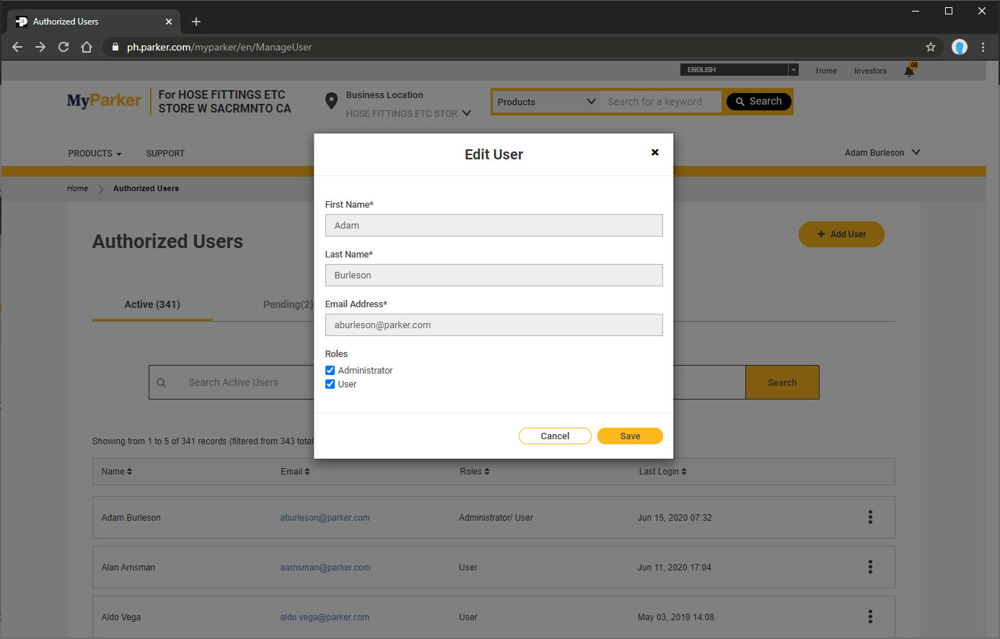 Authorized Users
ph.parker.com/myparker/en/ManageUser
ENGLISH
Home
Investors
68
MyParker
For HOSE FITTINGS ETC
STORE W SACRMNTO CA
Business Location
HOSE FITTINGS ETC STOR
Products
Search for a keyword
Search
PRODUCTS
SUPPORT
Adam Burleson
Home
Authorized Users
Authorized Users
+ Add User
Active (341)
Pending(2)
Search Active Users
Search
Showing from 1 to 5 of 341 records (filtered from 343 total
Edit User
First Name*
Adam
Last Name*
Burleson
Email Address*
aburleson@parker.com
Roles
Administrator
User
Cancel
Save
Name
Email
Roles
Last Login
Adam Burleson
aburleson@parker.com
Administrator/ User
Jun 15, 2020 07:32
Alan Arnsman
aarnsman@parker.com
User
Jun 11, 2020 17:04
Aldo Vega
aldo.vega@parker.com
User
May 03, 2019 14:08